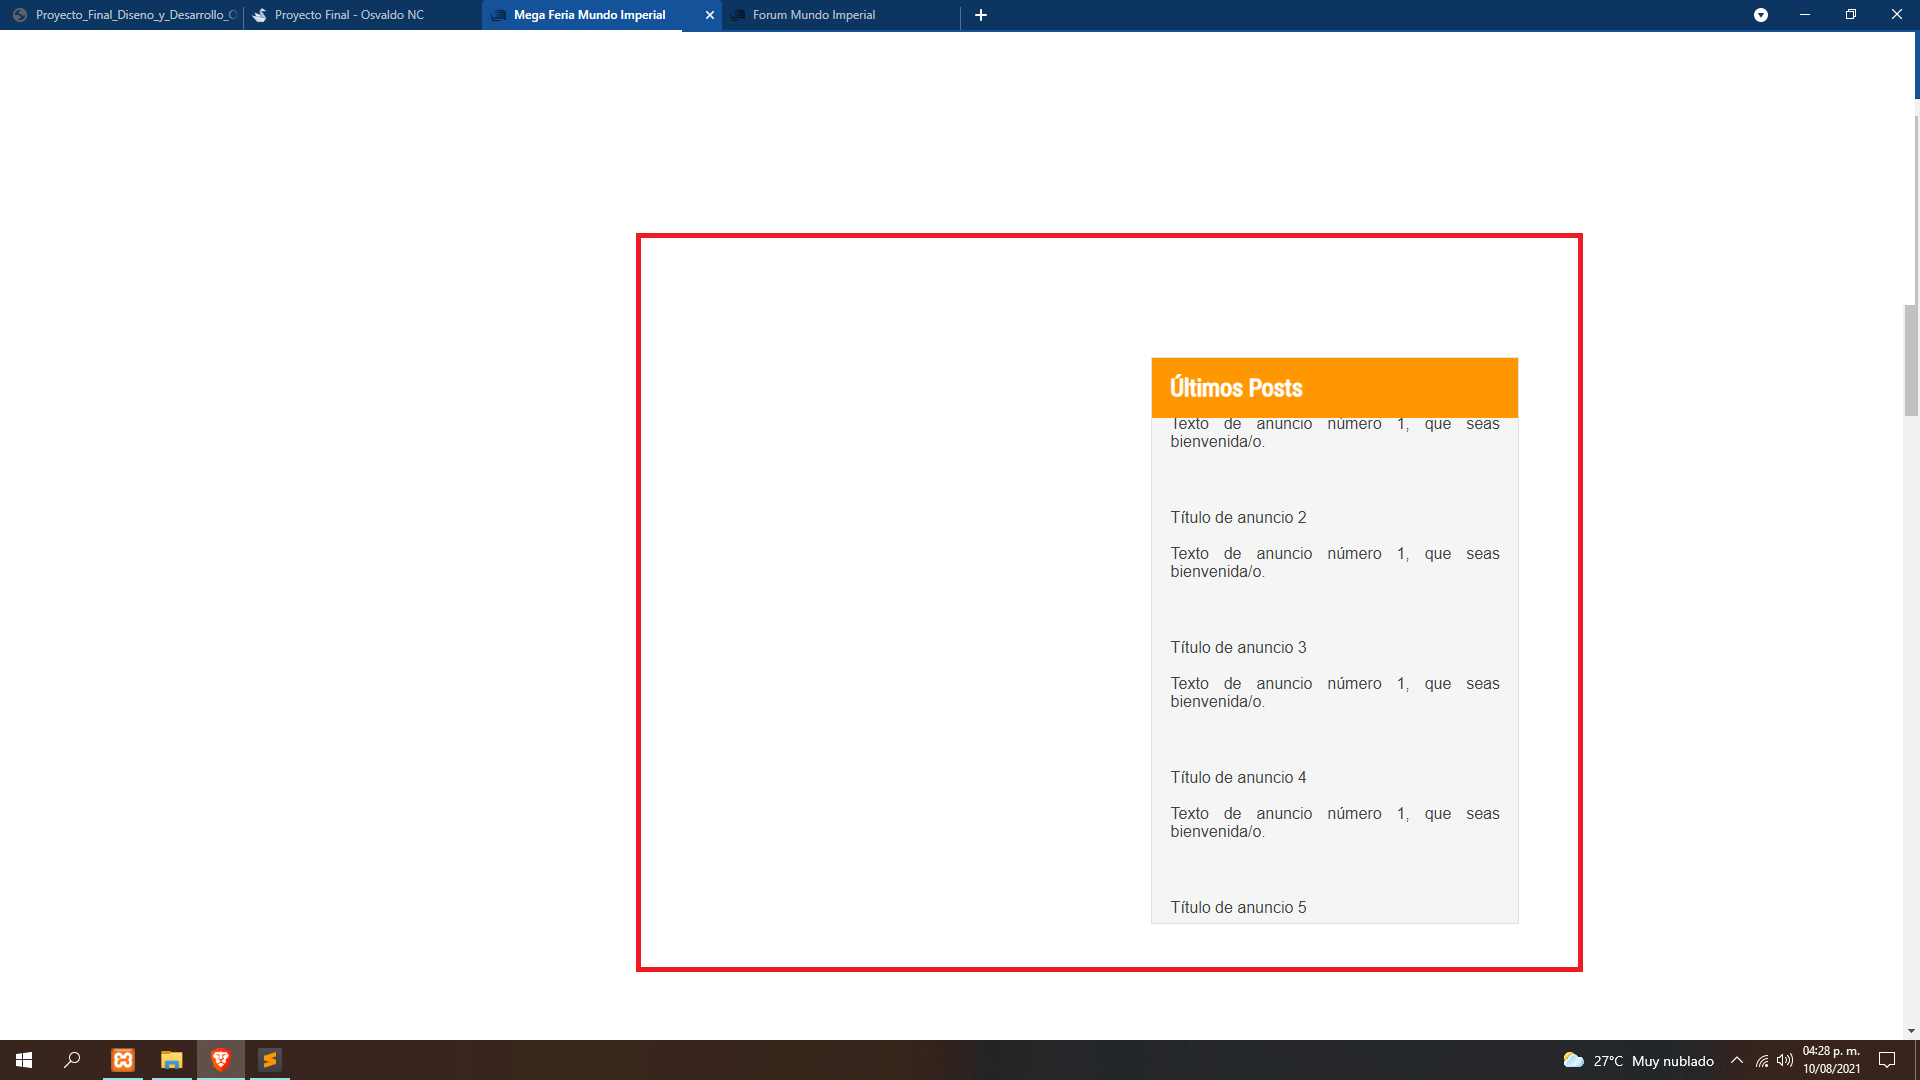 Proyecto_Final_Diseno_y_Desarrollo_O
Proyecto Final - Osvaldo NC
Mega Feria Mundo Imperial
Forum Mundo Imperial
Últimos Posts
Texto de anuncio número 1, que seas
bienvenida/o.
Título de anuncio 2
Texto de anuncio número 1, que seas
bienvenida/o.
Título de anuncio 3
Texto de anuncio número 1, que seas
bienvenida/o.
Título de anuncio 4
Texto de anuncio número 1, que seas
bienvenida/o.
Título de anuncio 5
27°C Muy nublado
04:28 p. m.
10/08/2021